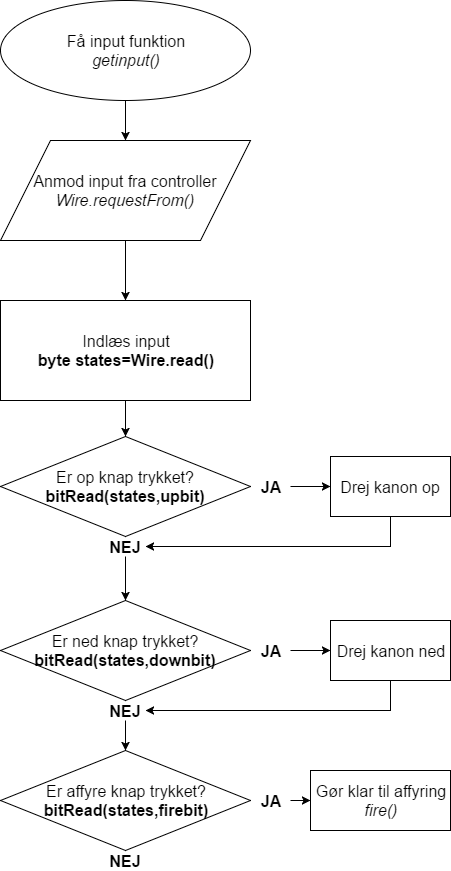 Få input funktion
getinput()
Anmod input fra controller
Wire.requestFrom()
Indlæs input
byte states=Wire.read()
Er op knap trykket?
bitRead(states,upbit)
JA
Drej kanon op
NEJ
Er ned knap trykket?
bitRead(states,downbit)
JA
Drej kanon ned
NEJ
Er affyre knap trykket?
bitRead(states,firebit)
JA
Gør klar til affyring
fire()
NEJ